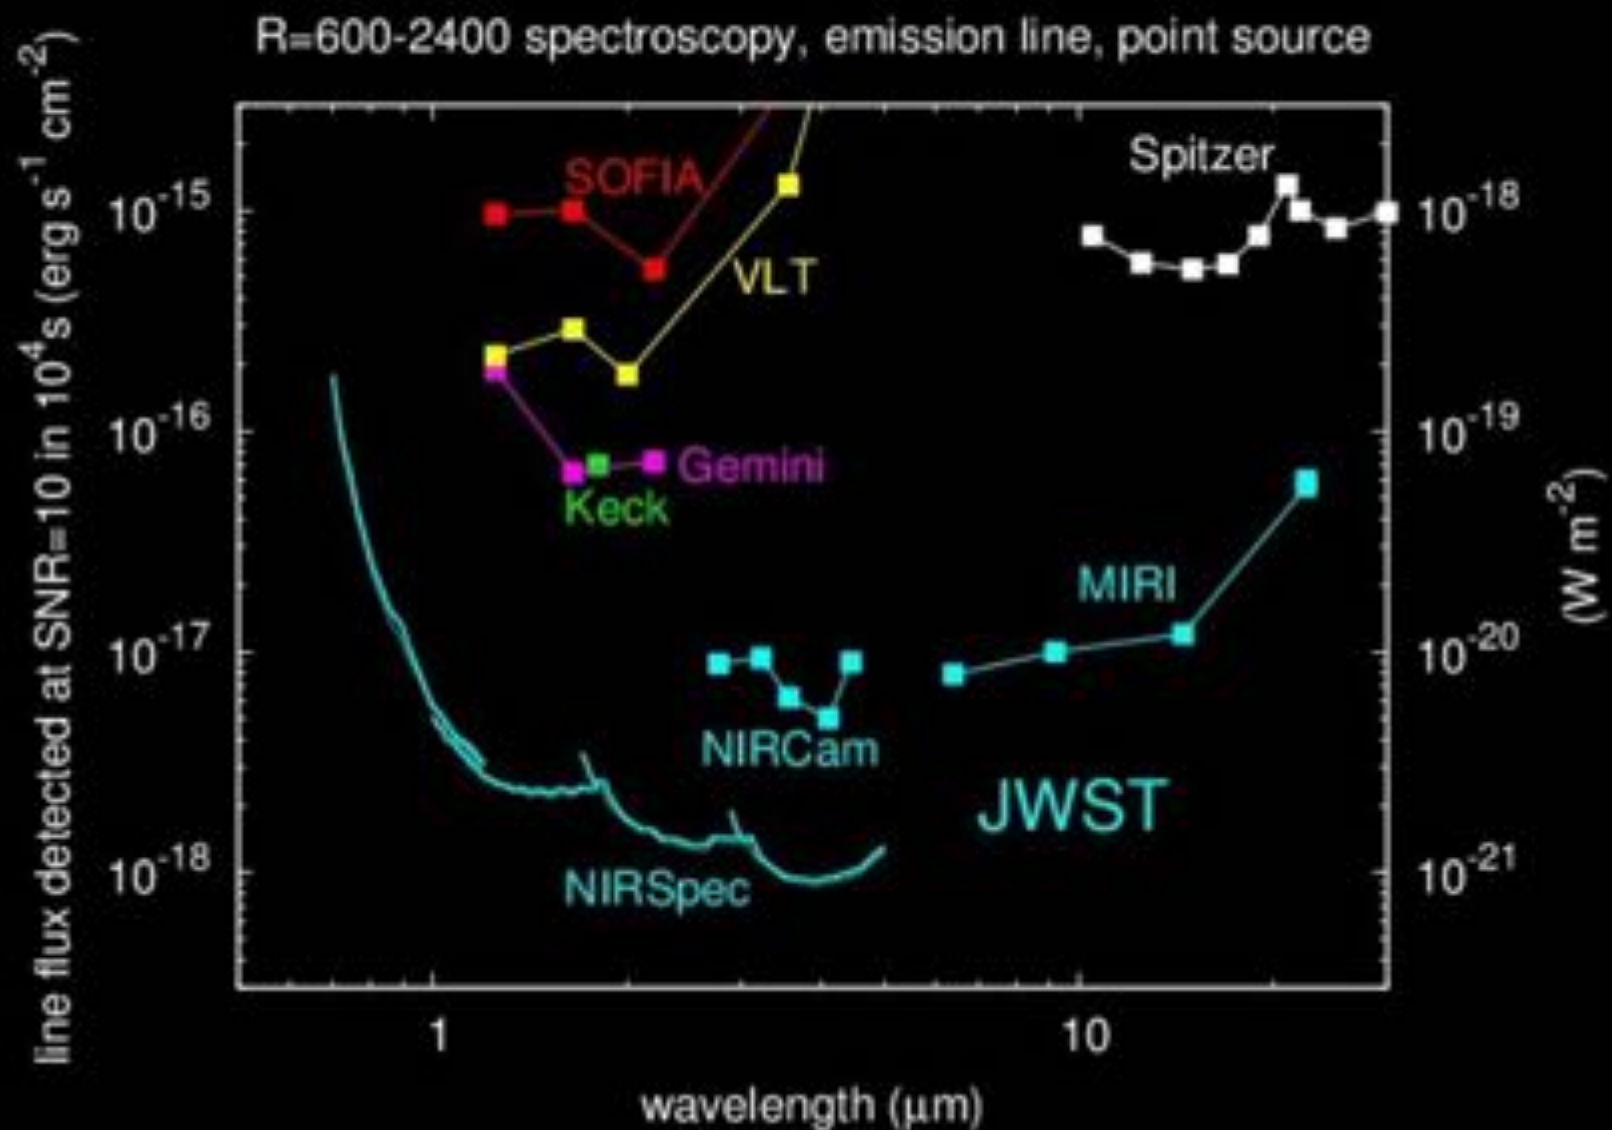 R=600-2400 spectroscopy, emission line, point source
line flux detected at SNR=10 in 10⁴s (erg s⁻¹ cm⁻²)
10⁻¹⁵
10⁻¹⁶
10⁻¹⁷
10⁻¹⁸
SOFIA
VLT
Spitzer
Gemini
Keck
MIRI
NIRCam
JWST
NIRSpec
10⁻¹⁸
10⁻¹⁹
10⁻²⁰
10⁻²¹
(W m⁻²)
1
10
wavelength (μm)